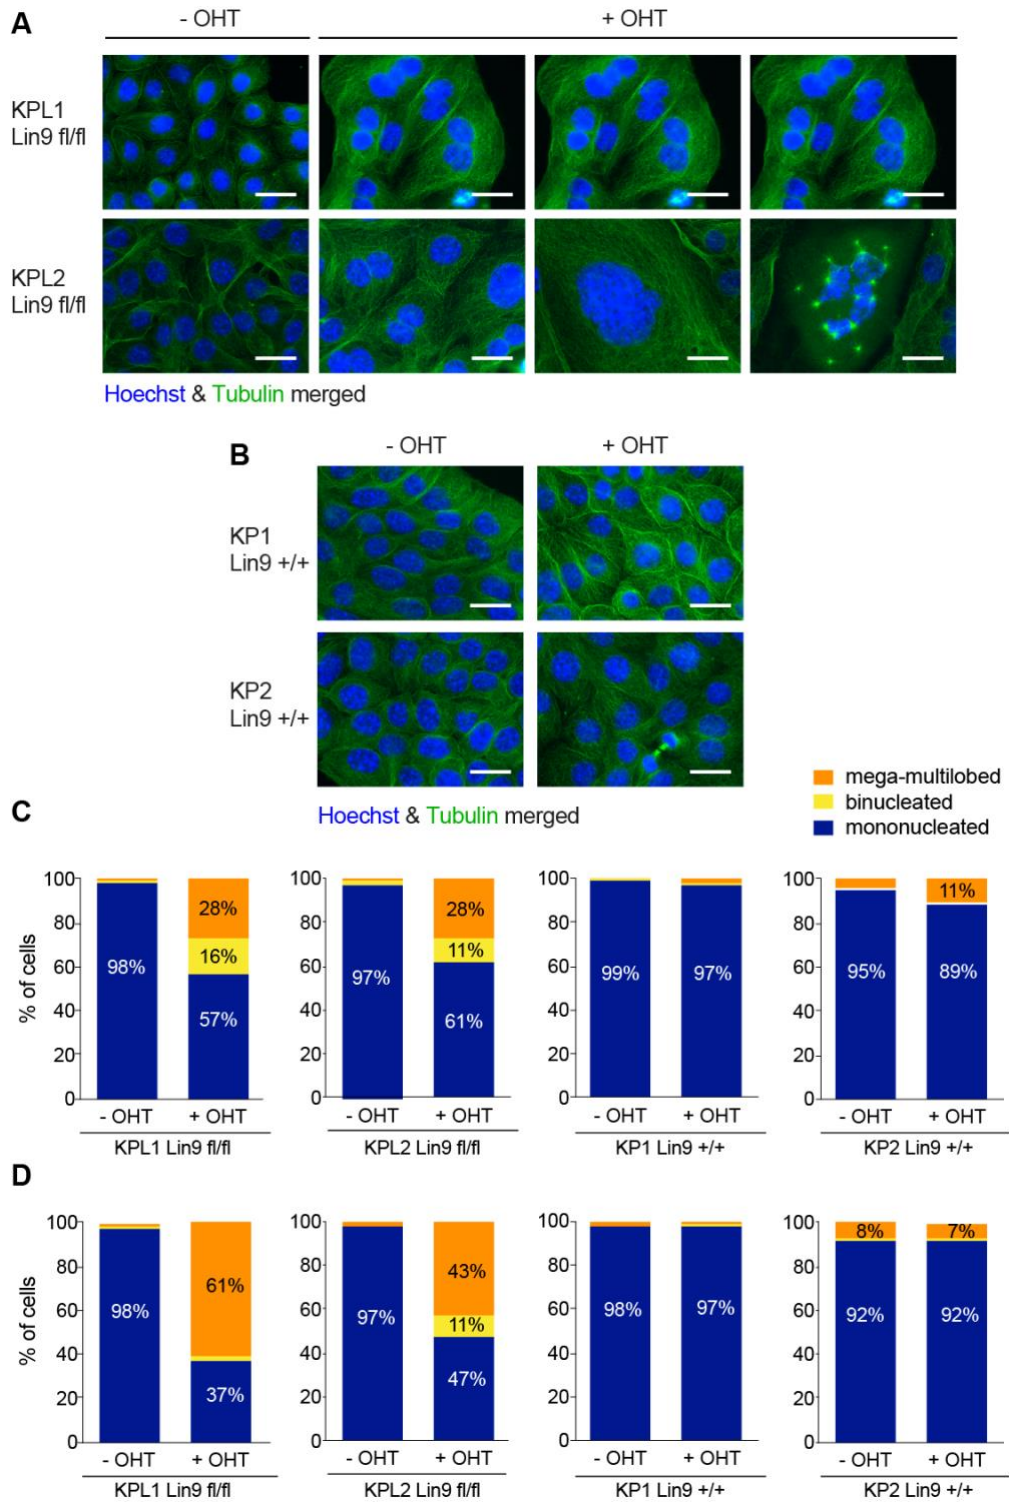 A
- OHT
+ OHT
KPL1
Lin9 fl/fl
KPL2
Lin9 fl/fl
Hoechst & Tubulin merged
B
- OHT
+ OHT
KP1
Lin9 +/+
KP2
Lin9 +/+
Hoechst & Tubulin merged
mega-multilobed
binucleated
mononucleated
C
% of cells
100
80
60
40
20
0
98%
28%
16%
57%
- OHT
+ OHT
KPL1 Lin9 fl/fl
100
80
60
40
20
0
97%
28%
11%
61%
- OHT
+ OHT
KPL2 Lin9 fl/fl
100
80
60
40
20
0
99%
97%
- OHT
+ OHT
KP1 Lin9 +/+
100
80
60
40
20
0
95%
11%
89%
- OHT
+ OHT
KP2 Lin9 +/+
D
% of cells
100
80
60
40
20
0
98%
61%
37%
- OHT
+ OHT
KPL1 Lin9 fl/fl
100
80
60
40
20
0
97%
43%
11%
47%
- OHT
+ OHT
KPL2 Lin9 fl/fl
100
80
60
40
20
0
98%
97%
- OHT
+ OHT
KP1 Lin9 +/+
100
80
60
40
20
0
8%
92%
7%
92%
- OHT
+ OHT
KP2 Lin9 +/+